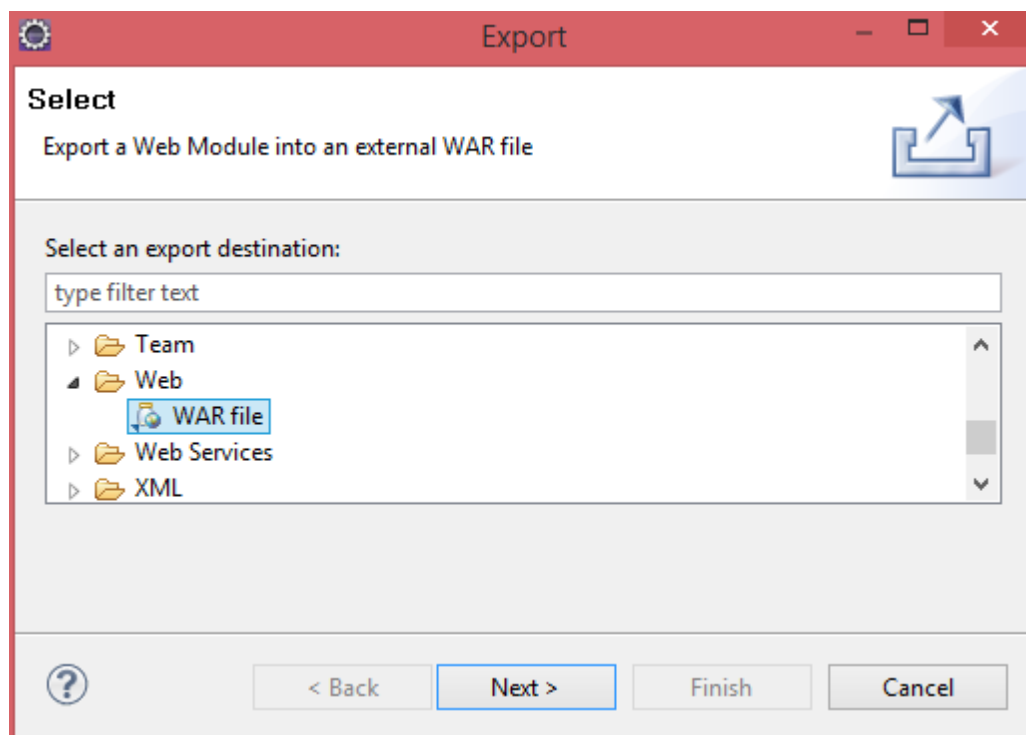 Export
Select
Export a Web Module into an external WAR file
Select an export destination:
type filter text
Team
Web
WAR file
Web Services
XML
?
< Back
Next >
Finish
Cancel